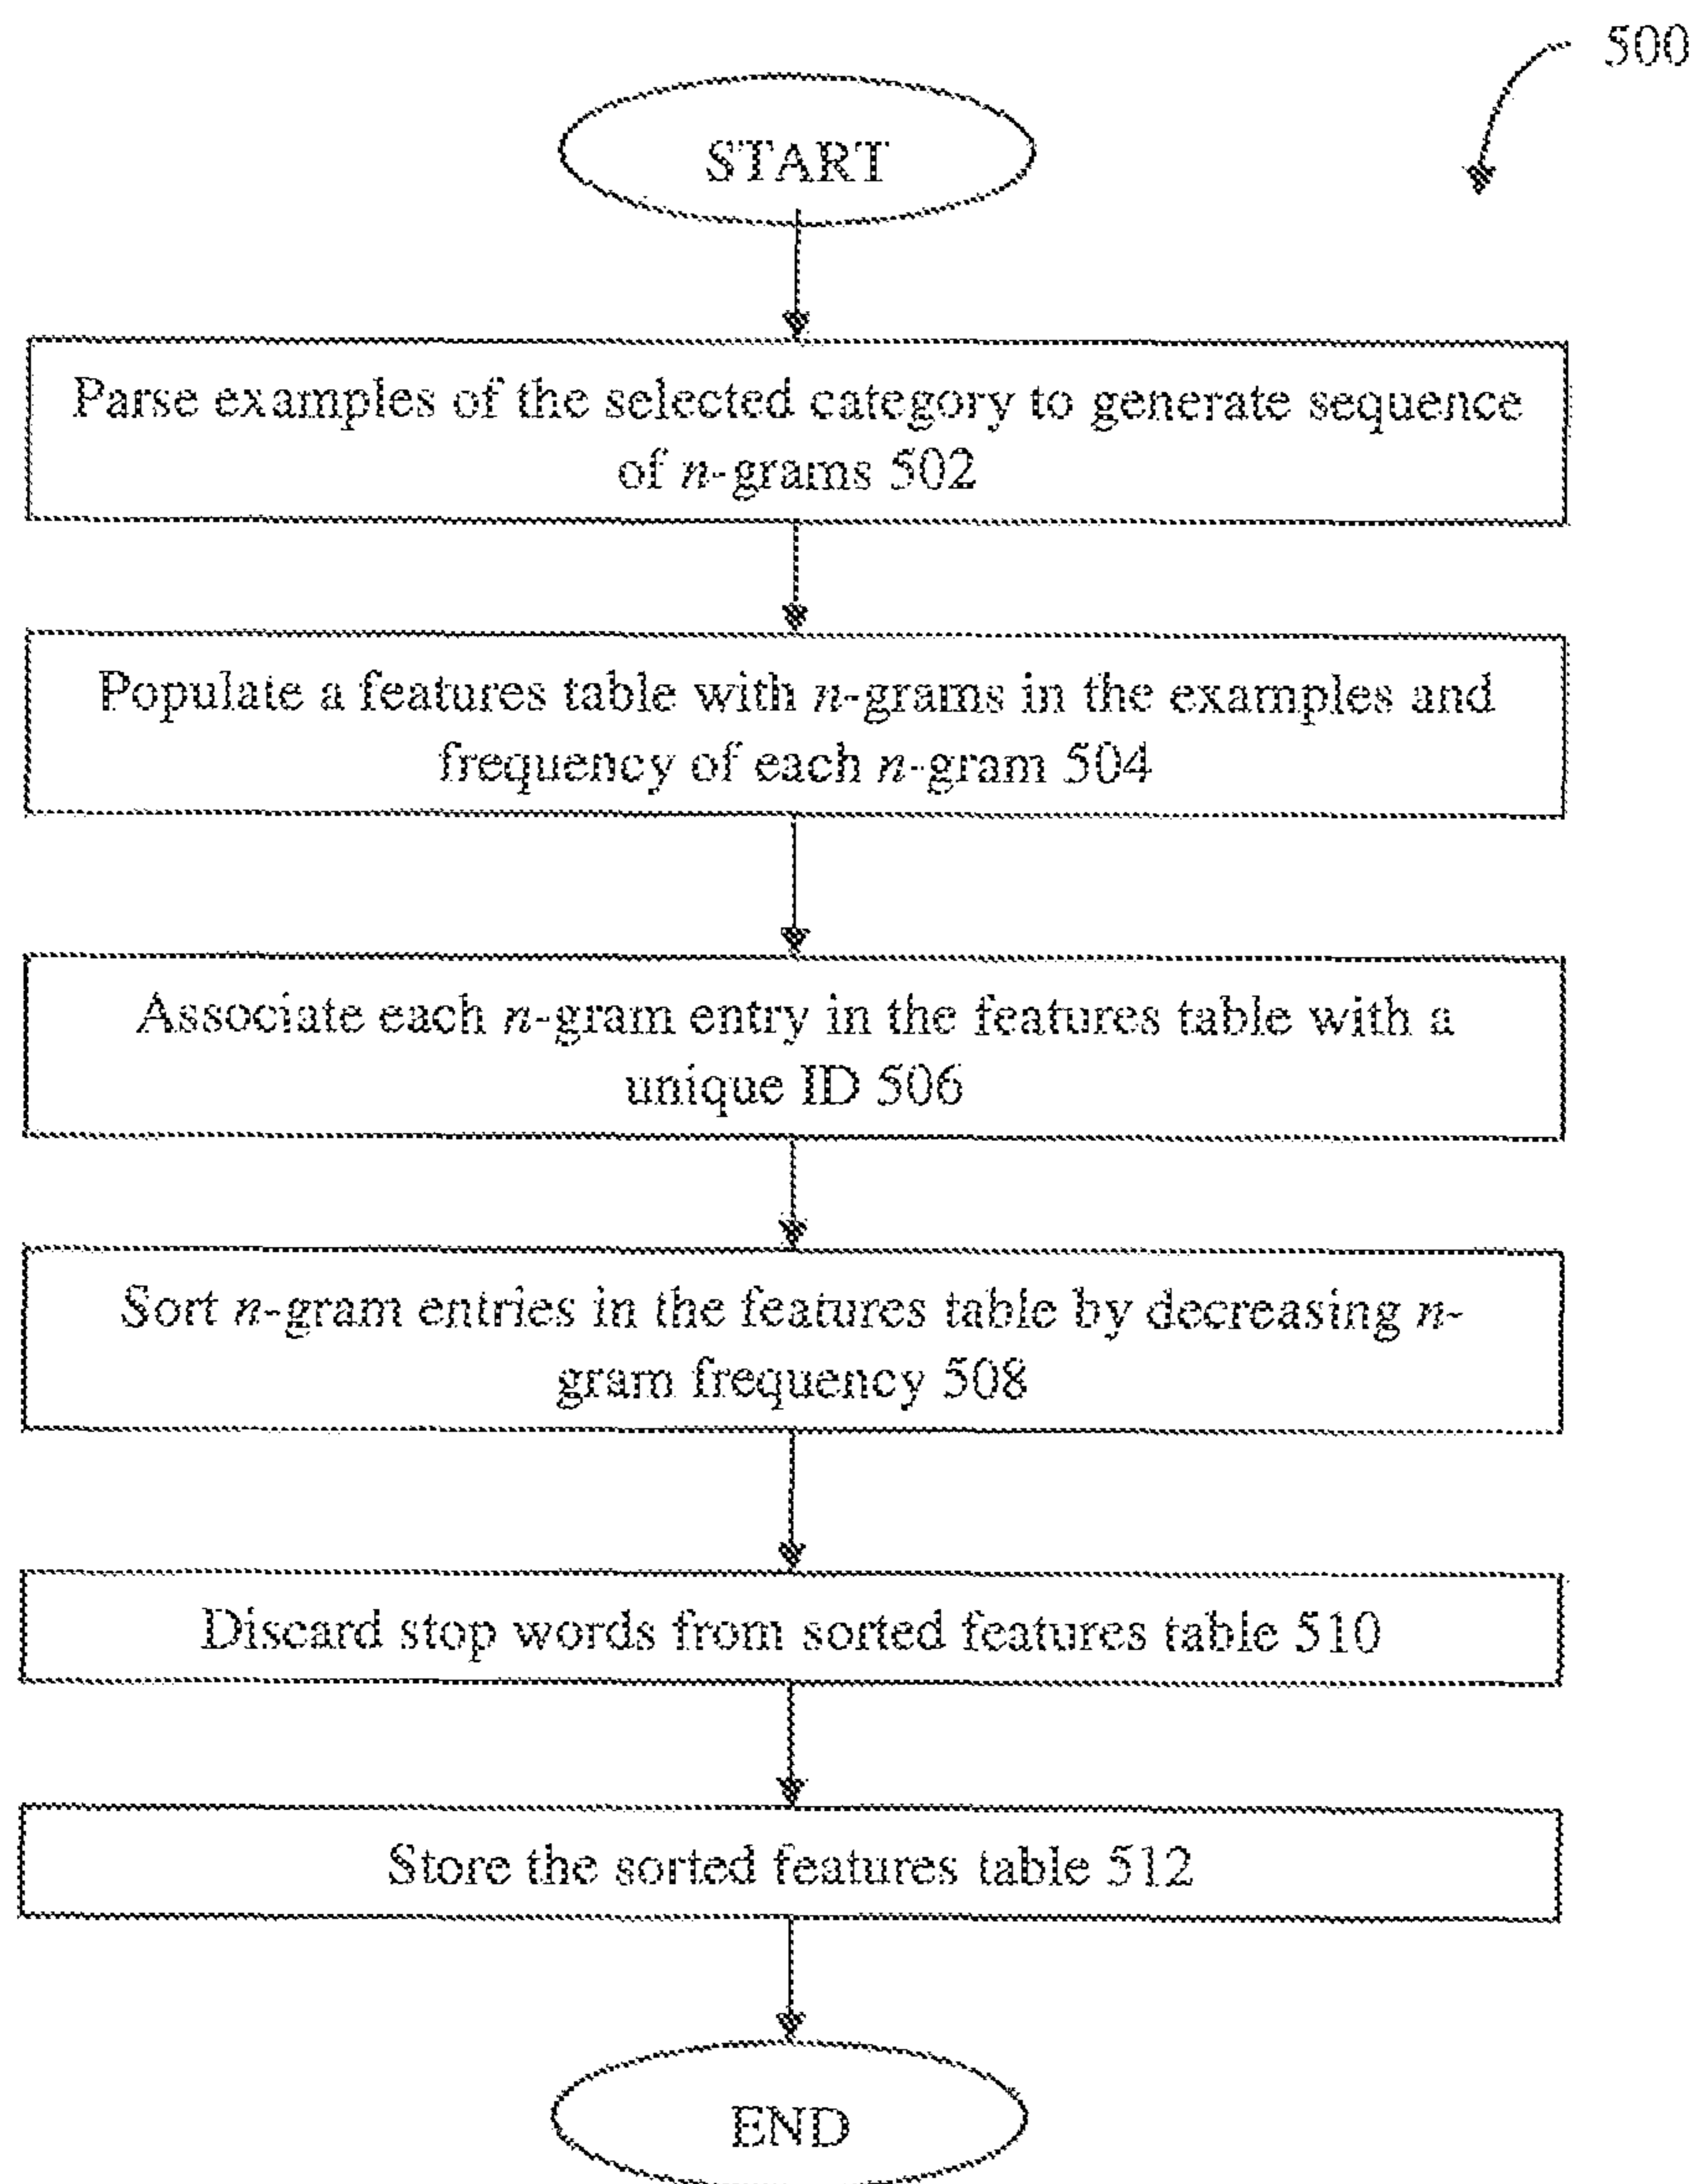 500
START
Parse examples of the selected category to generate sequence
of n-grams 502
Populate a features table with n-grams in the examples and
frequency of each n-gram 504
Associate each n-gram entry in the features table with a
unique ID 506
Sort n-gram entries in the features table by decreasing n-
gram frequency 508
Discard stop words from sorted features table 510
Store the sorted features table 512
END